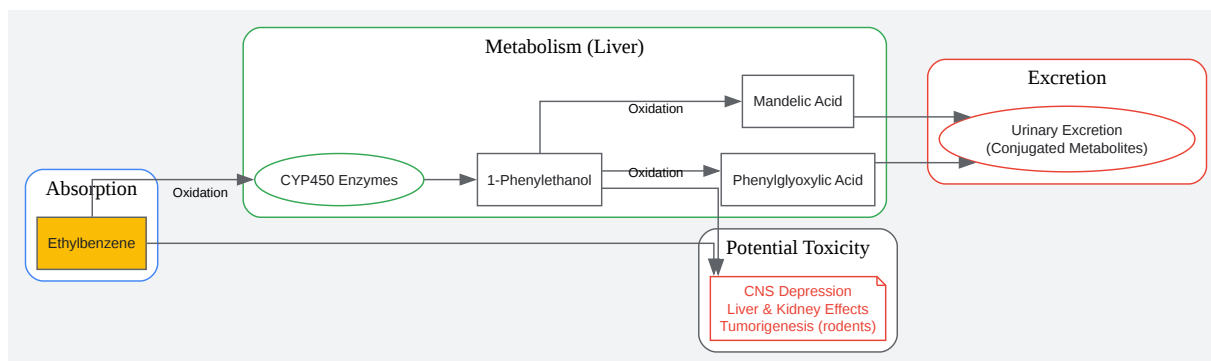 Metabolism (Liver)
Oxidation
Mandelic Acid
Excretion
Urinary Excretion
(Conjugated Metabolites)
Absorption
Oxidation
CYP450 Enzymes
1-Phenylethanol
Oxidation
Phenylglyoxylic Acid
Ethylbenzene
Potential Toxicity
CNS Depression
Liver & Kidney Effects
Tumorigenesis (rodents)